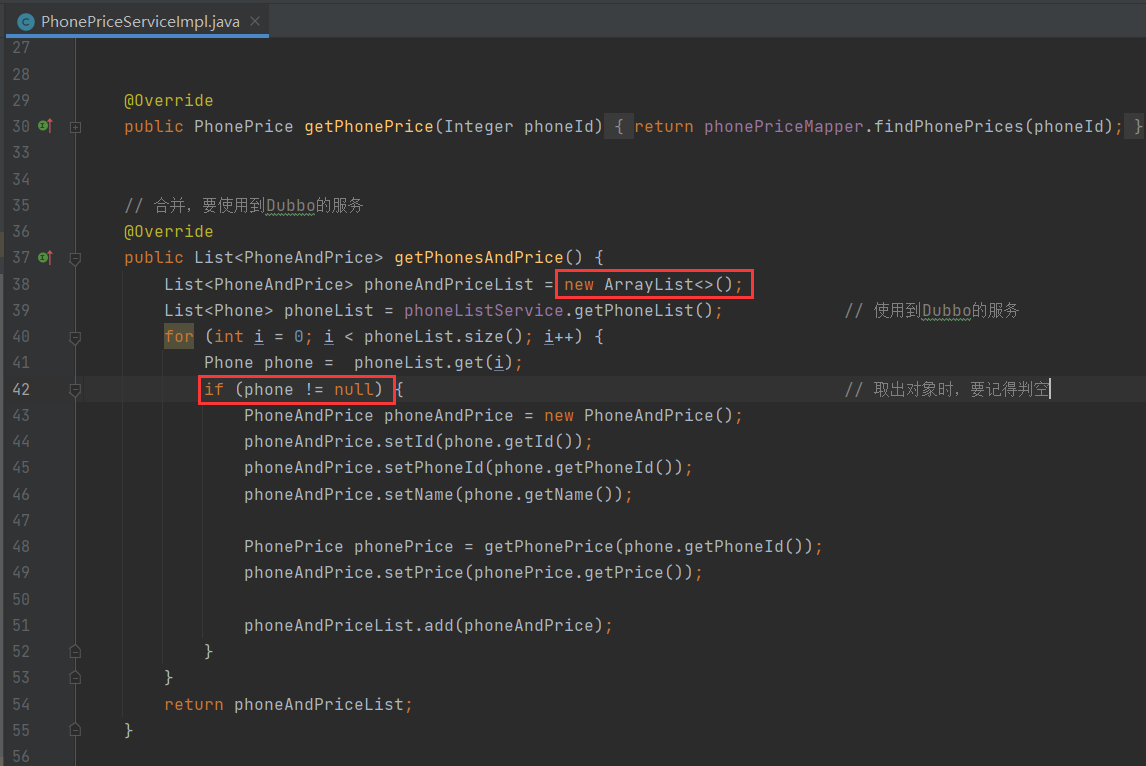 PhonePriceServiceImpl.java
27
28
29 @Override
30 public PhonePrice getPhonePrice(Integer phoneId) { return phonePriceMapper.findPhonePrices(phoneId); }
33
34
35 // 合并，要使用到Dubbo的服务
36 @Override
37 public List<PhoneAndPrice> getPhonesAndPrice() {
38 List<PhoneAndPrice> phoneAndPriceList = new ArrayList<>();
39 List<Phone> phoneList = phoneListService.getPhoneList(); // 使用到Dubbo的服务
40 for (int i = 0; i < phoneList.size(); i++) {
41 Phone phone =  phoneList.get(i);
42 if (phone != null) { // 取出对象时，要记得判空
43 PhoneAndPrice phoneAndPrice = new PhoneAndPrice();
44 phoneAndPrice.setId(phone.getId());
45 phoneAndPrice.setPhoneId(phone.getPhoneId());
46 phoneAndPrice.setName(phone.getName());
47
48 PhonePrice phonePrice = getPhonePrice(phone.getPhoneId());
49 phoneAndPrice.setPrice(phonePrice.getPrice());
50
51 phoneAndPriceList.add(phoneAndPrice);
52 }
53 }
54 return phoneAndPriceList;
55 }
56